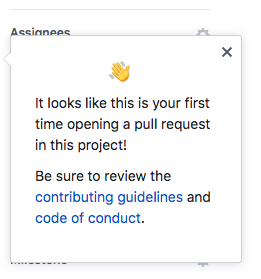 Assignees
It looks like this is your first
time opening a pull request
in this project!
Be sure to review the
contributing guidelines and
code of conduct.
Milestone